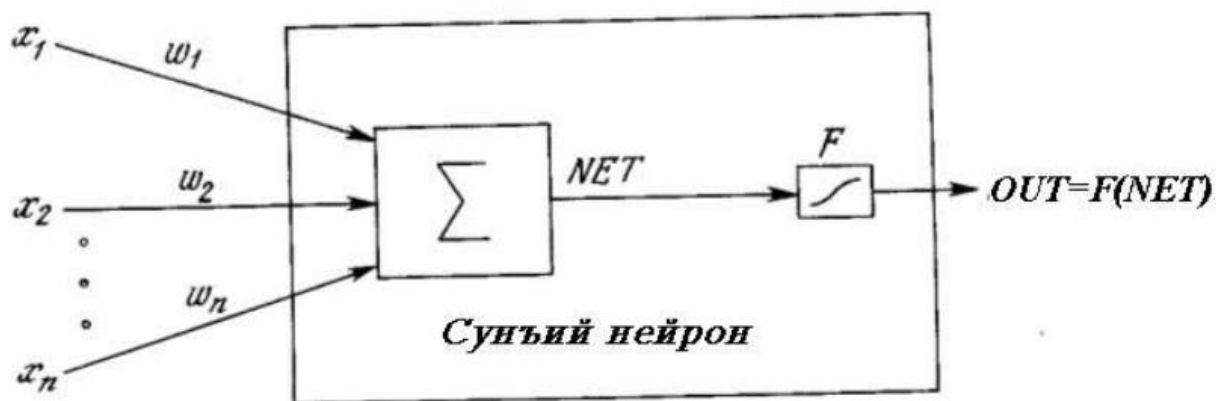 x₁
w₁
F
NET
Σ
w₂
x₂
OUT=F(NET)
wₙ
Сунъий нейрон
xₙ